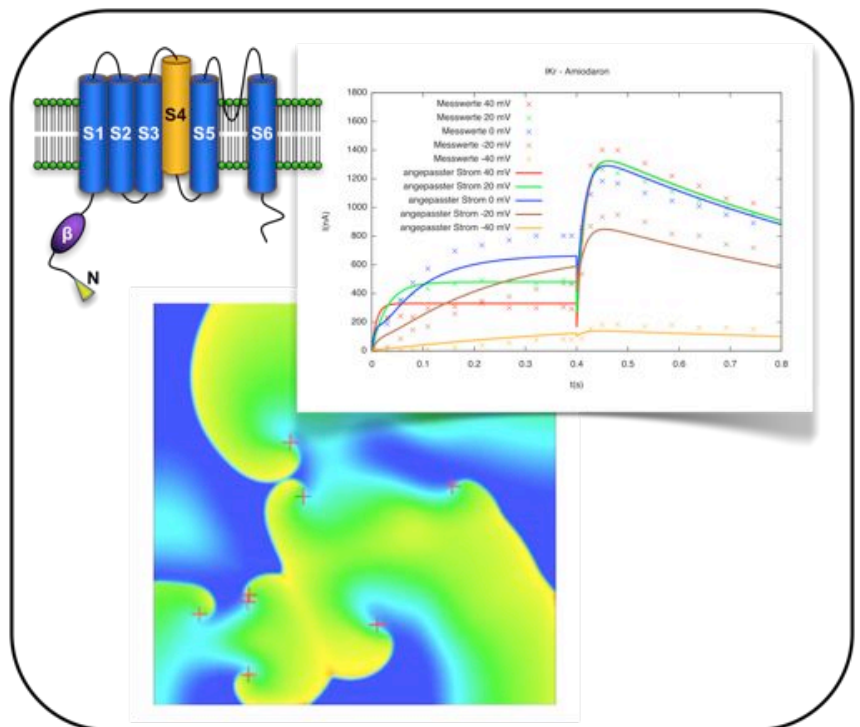 S1 S2 S3 S4 S5 S6
β
N
IKr - Amiodaron
I(nA)
1800
1600
1400
1200
1000
800
600
400
200
0
Messwerte 40 mV
Messwerte 20 mV
Messwerte 0 mV
Messwerte -20 mV
Messwerte -40 mV
angepasster Strom 40 mV
angepasster Strom 20 mV
angepasster Strom 0 mV
angepasster Strom -20 mV
angepasster Strom -40 mV
0 0.1 0.2 0.3 0.4 0.5 0.6 0.7 0.8
t(s)